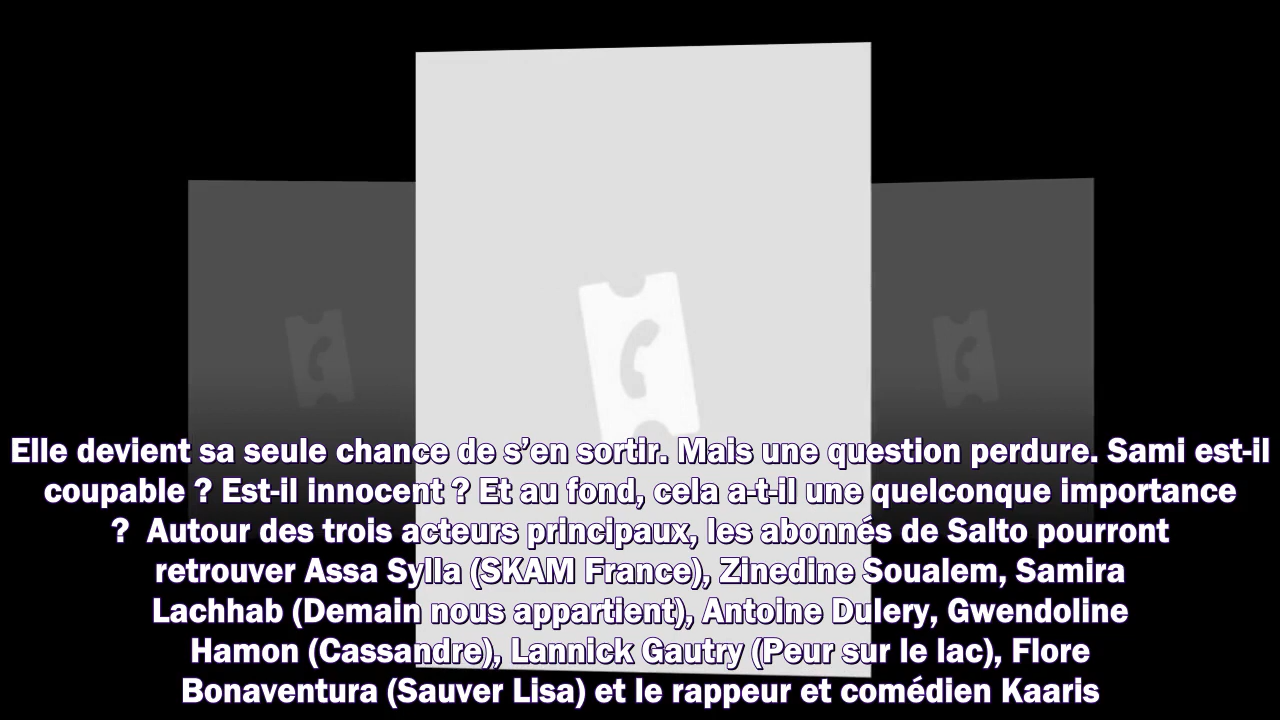 Elle devient sa seule chance de s’en sortir. Mais une question perdure. Sami est-il
coupable ? Est-il innocent ? Et au fond, cela a-t-il une quelconque importance
?  Autour des trois acteurs principaux, les abonnés de Salto pourront
retrouver Assa Sylla (SKAM France), Zinedine Soualem, Samira
Lachhab (Demain nous appartient), Antoine Dulery, Gwendoline
Hamon (Cassandre), Lannick Gautry (Peur sur le lac), Flore
Bonaventura (Sauver Lisa) et le rappeur et comédien Kaaris